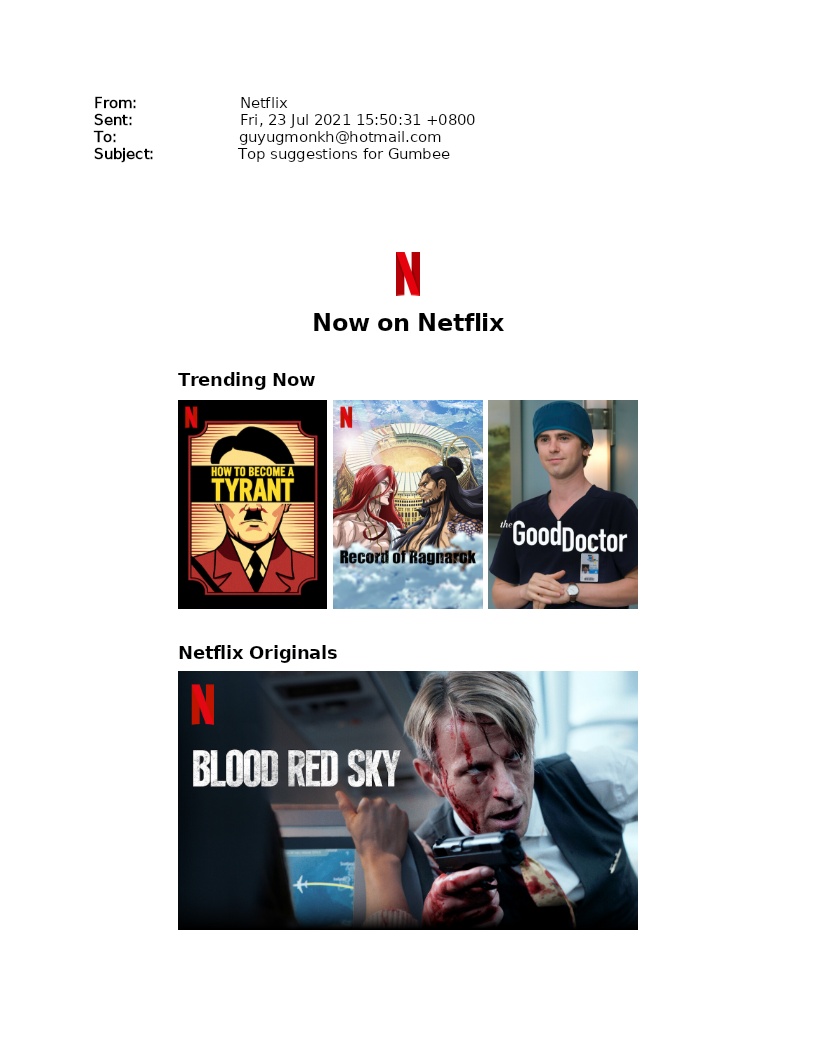 From: Netflix
Sent: Fri, 23 Jul 2021 15:50:31 +0800
To: guyugmonkh@hotmail.com
Subject: Top suggestions for Gumbee
N
Now on Netflix
Trending Now
N
HOW TO BECOME A
TYRANT
N
Record of Ragnarok
the Good Doctor
Netflix Originals
N
BLOOD RED SKY